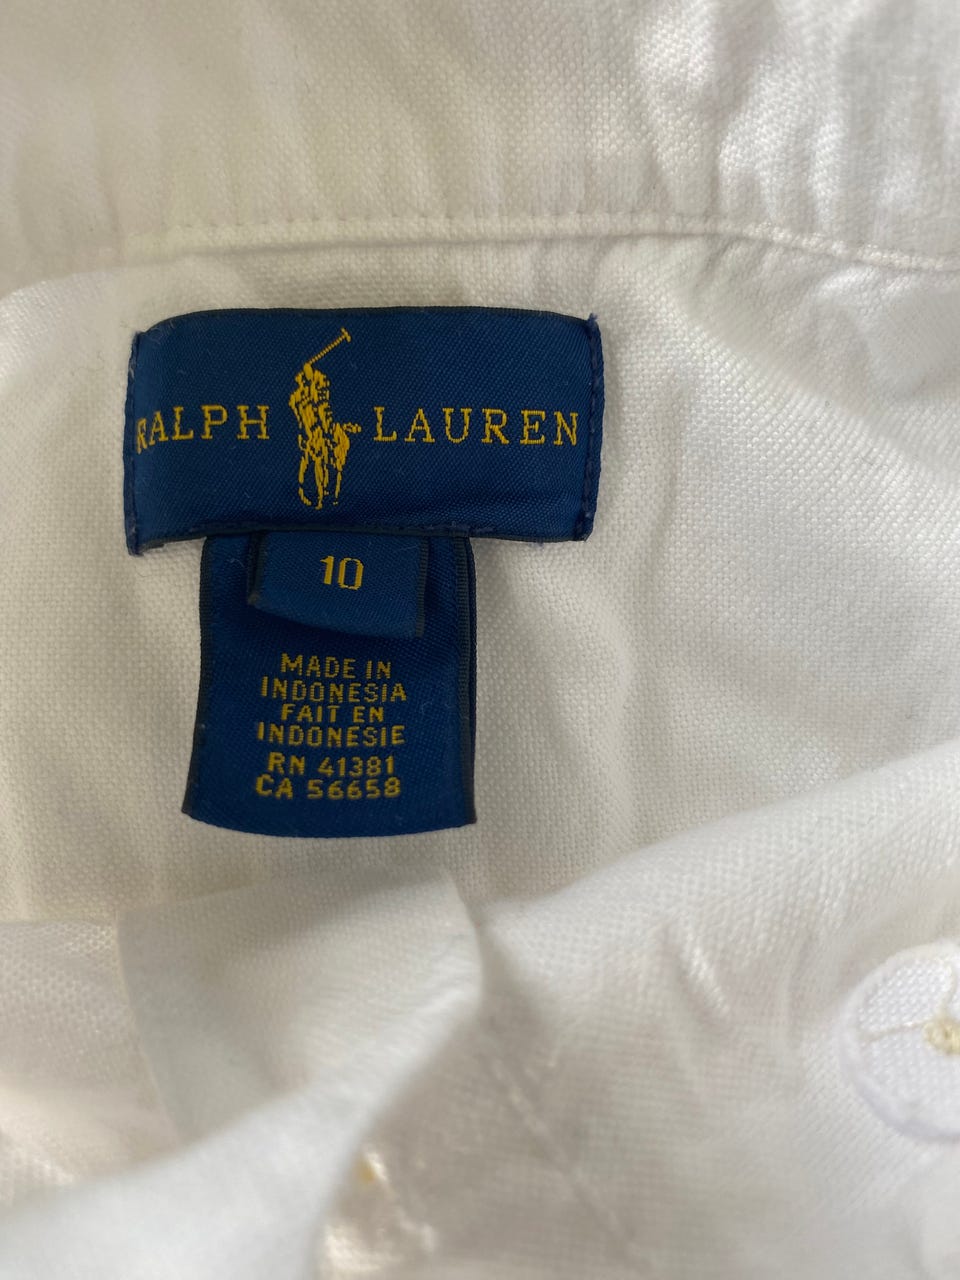 RALPH LAUREN
10
MADE IN
INDONESIA
FAIT EN
INDONESIE
RN 41381
CA 56658